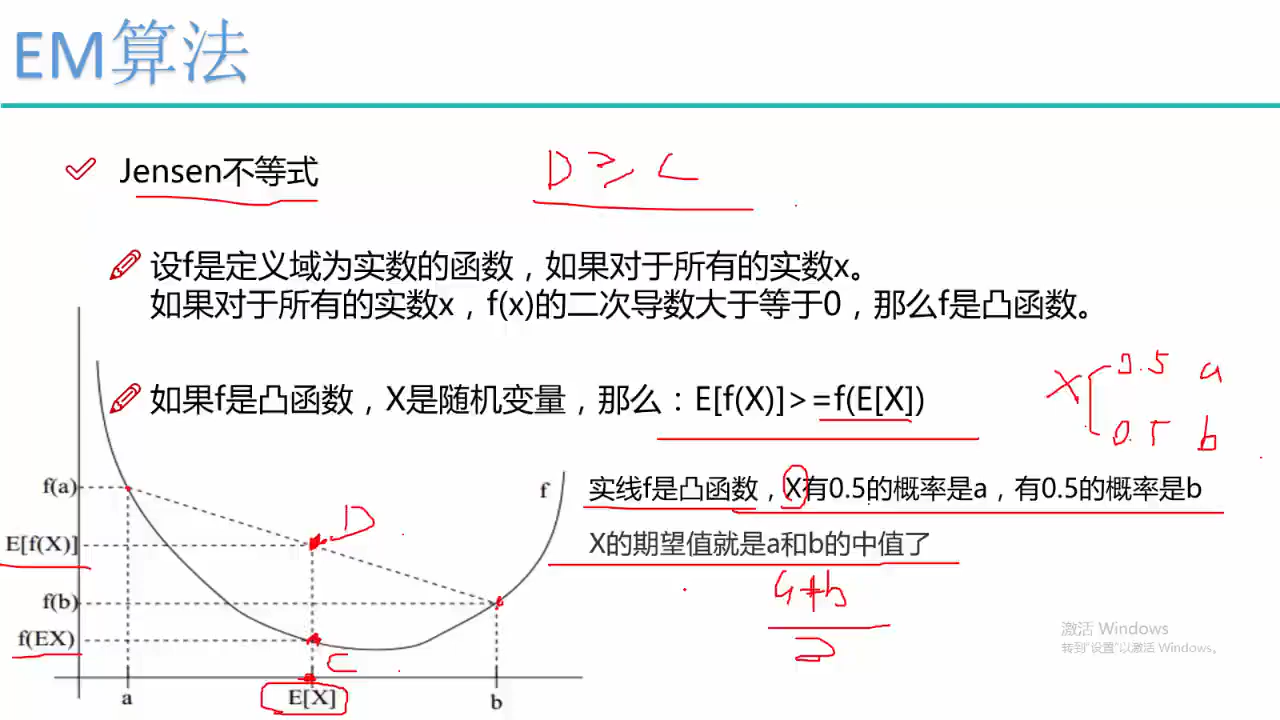 EM算法
Jensen不等式
D ≥ C
设f是定义域为实数的函数，如果对于所有的实数x。
如果对于所有的实数x，f(x)的二次导数大于等于0，那么f是凸函数。
如果f是凸函数，X是随机变量，那么：E[f(X)]>=f(E[X])
X
0.5 a
0.5 b
f(a)
f
实线f是凸函数，X有0.5的概率是a，有0.5的概率是b
D
E[f(X)]
X的期望值就是a和b的中值了
f(b)
a+b
2
f(EX)
C
a
E[X]
b
激活 Windows
转到"设置"以激活 Windows。